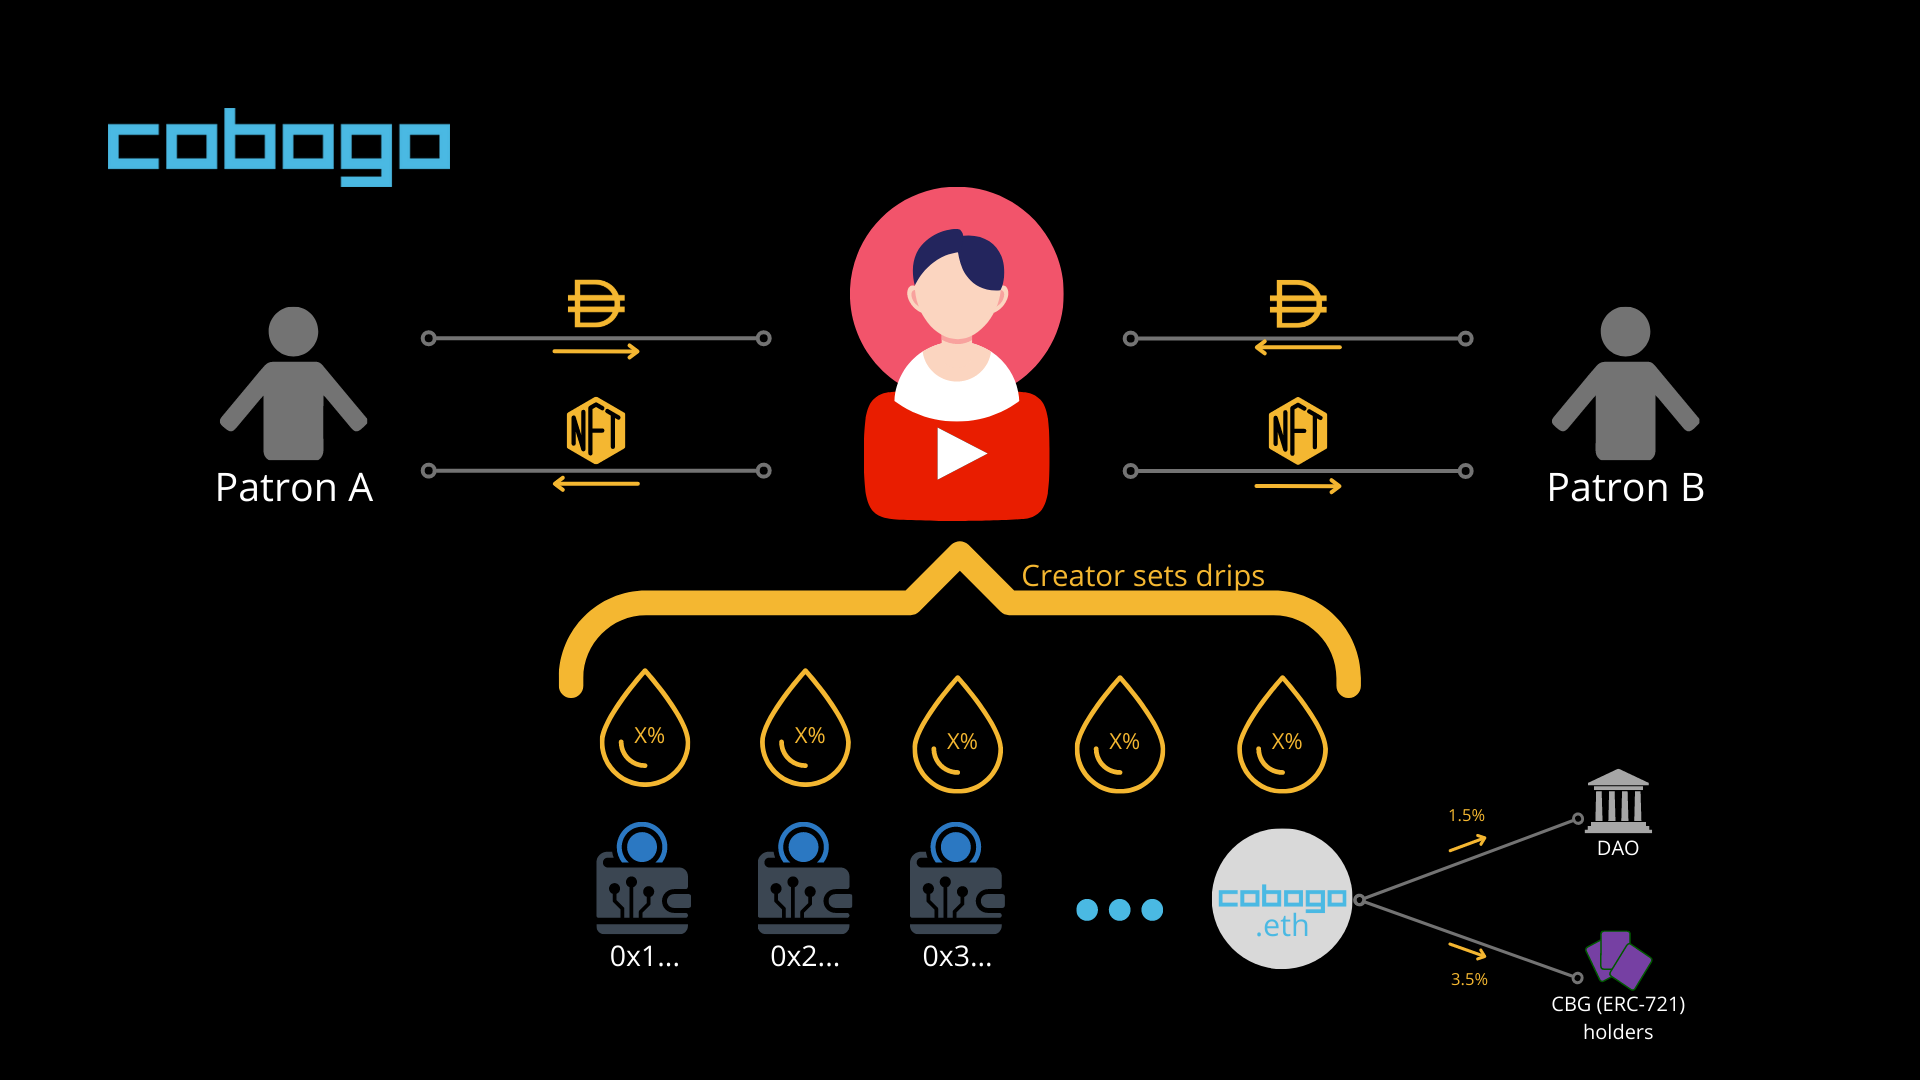 cobogo
NFT
NFT
Patron A
Patron B
Creator sets drips
X%
X%
X%
X%
X%
1.5%
DAO
cobogo
.eth
0x1...
0x2...
0x3...
3.5%
CBG (ERC-721)
holders